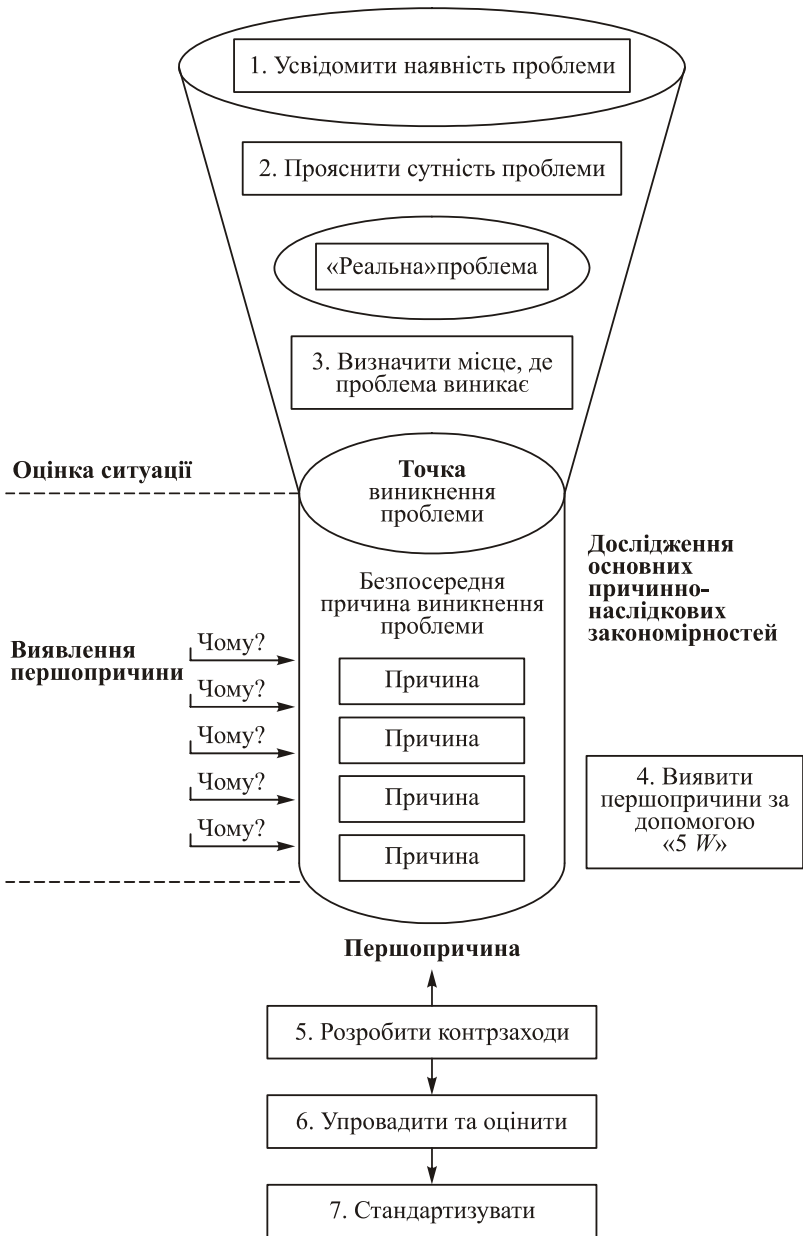 1. Усвідомити наявність проблеми
2. Прояснити сутність проблеми
«Реальна»проблема
3. Визначити місце, де
проблема виникає
Оцінка ситуації
Точка
виникнення
проблеми
Дослідження
основних
причинно-
наслідкових
закономірностей
Безпосередня
причина виникнення
проблеми
Виявлення
першопричини
Чому?
Чому?
Чому?
Чому?
Чому?
Причина
Причина
Причина
Причина
4. Виявити
першопричини за
допомогою
«5 W»
Першопричина
5. Розробити контрзаходи
6. Упровадити та оцінити
7. Стандартизувати